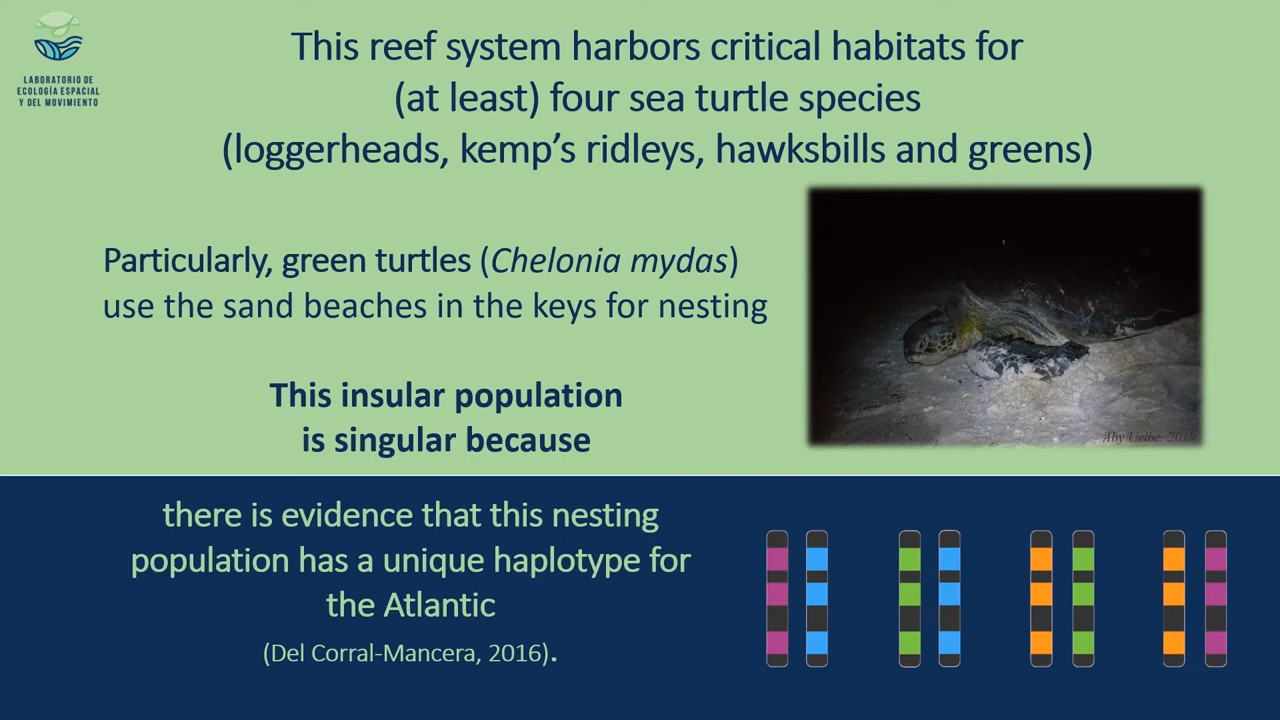 LABORATORIO DE
ECOLOGÍA ESPACIAL
Y DEL MOVIMIENTO
This reef system harbors critical habitats for
(at least) four sea turtle species
(loggerheads, kemp's ridleys, hawksbills and greens)
Particularly, green turtles (Chelonia mydas)
use the sand beaches in the keys for nesting
This insular population
is singular because
Aby Uribe,
there is evidence that this nesting
population has a unique haplotype for
the Atlantic
(Del Corral-Mancera, 2016).